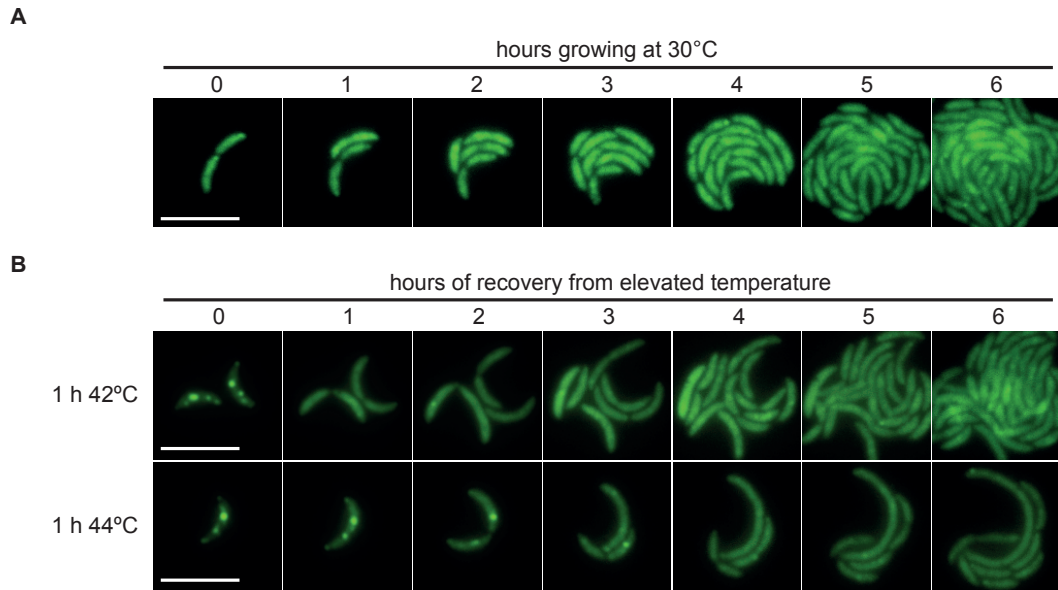 A
hours growing at 30°C
0 1 2 3 4 5 6
B
hours of recovery from elevated temperature
0 1 2 3 4 5 6
1 h 42ºC
1 h 44ºC